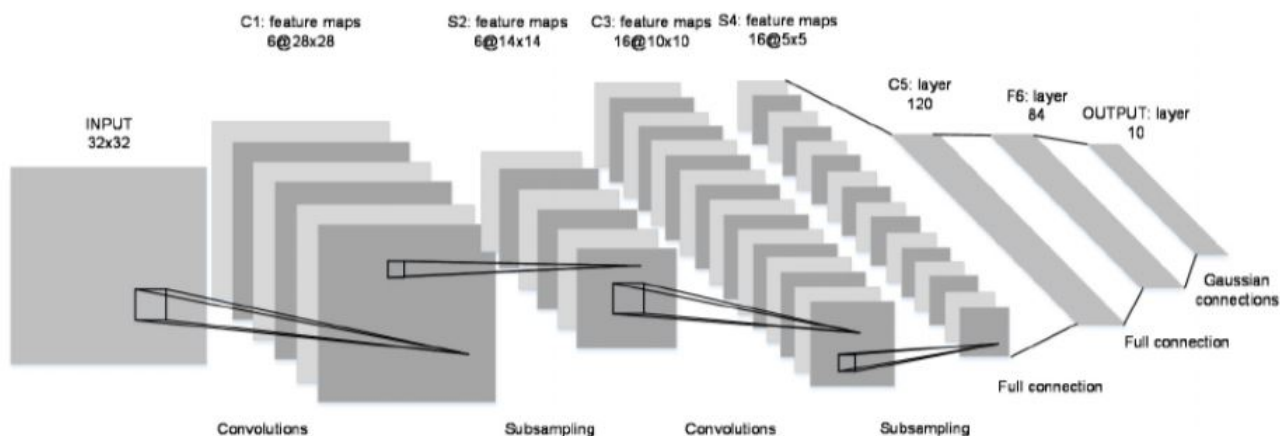 C1: feature maps
6@28x28
S2: feature maps
6@14x14
C3: feature maps
16@10x10
S4: feature maps
16@5x5
INPUT
32x32
C5: layer
120
F6: layer
84
OUTPUT: layer
10
Gaussian
connections
Full connection
Full connection
Convolutions
Subsampling
Convolutions
Subsampling